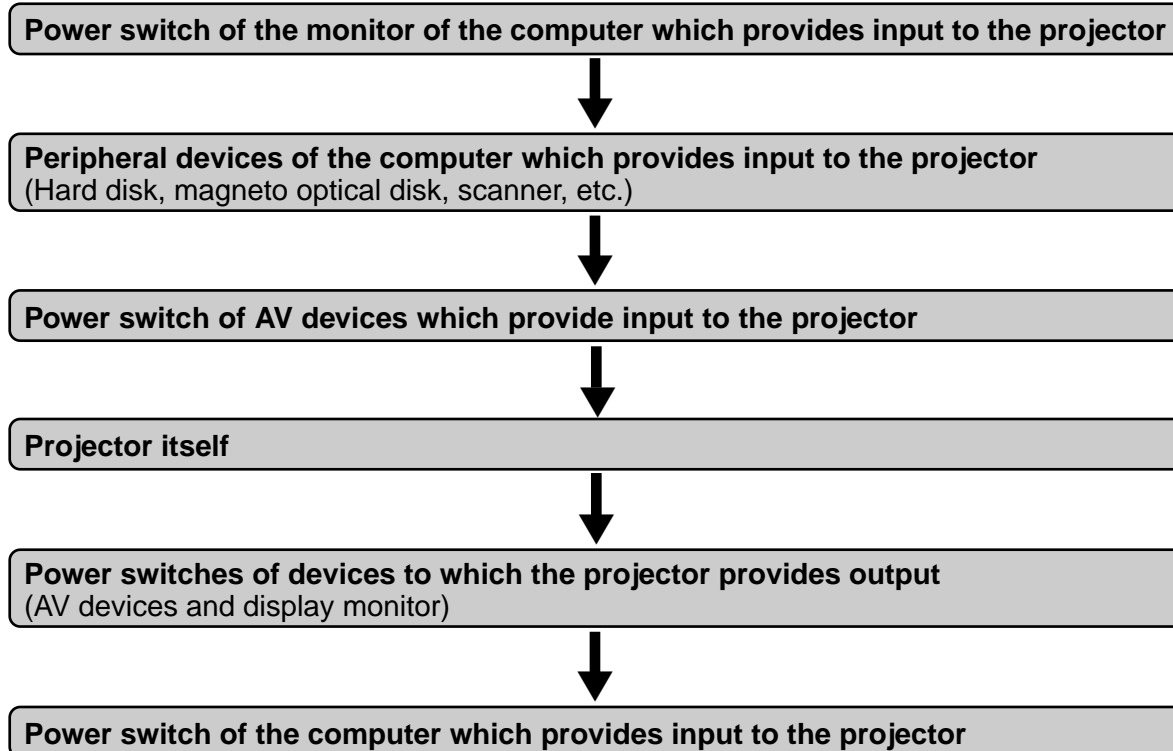 Power switch of the monitor of the computer which provides input to the projector
Peripheral devices of the computer which provides input to the projector
(Hard disk, magneto optical disk, scanner, etc.)
Power switch of AV devices which provide input to the projector
Projector itself
Power switches of devices to which the projector provides output
(AV devices and display monitor)
Power switch of the computer which provides input to the projector